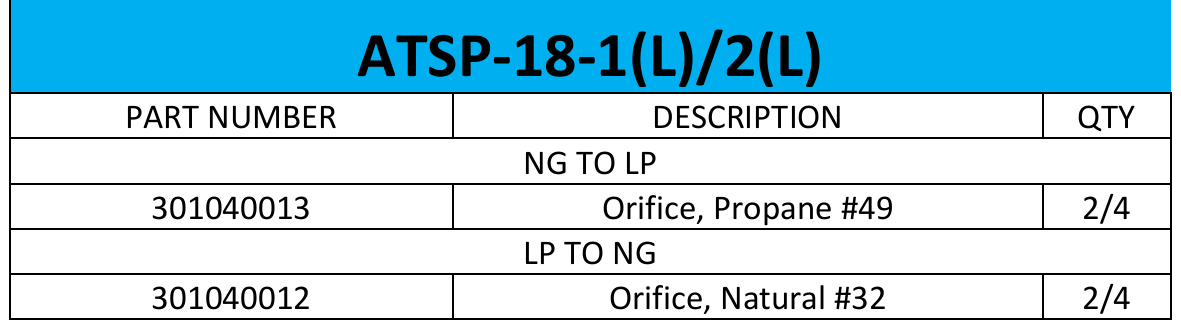 ATSP-18-1(L)/2(L)
PART NUMBER DESCRIPTION QTY
NG TO LP
301040013 Orifice, Propane #49 2/4
LP TO NG
301040012 Orifice, Natural #32 2/4